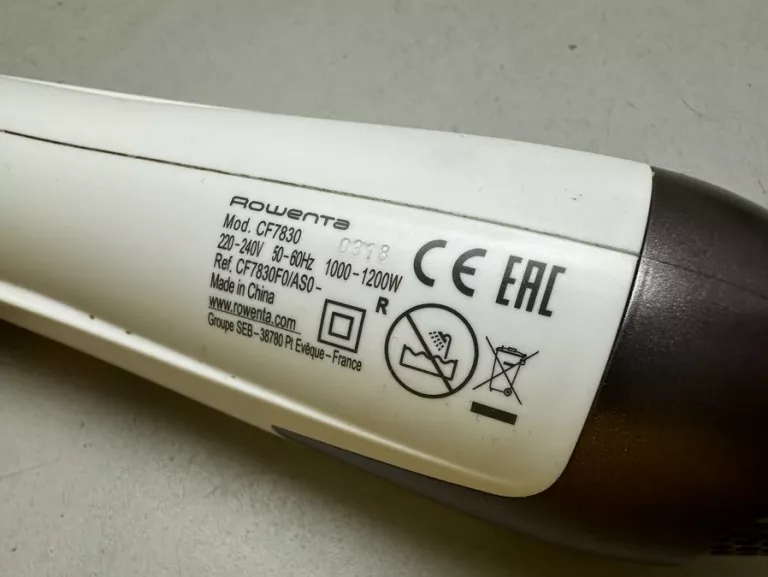 Rowenta
Mod. CF7830 0318
220-240V 50-60Hz 1000-1200W
Ref. CF7830F0/AS0-
Made in China
www.rowenta.com
Groupe SEB-38780 Pt Evêque-France
R
CE EAC